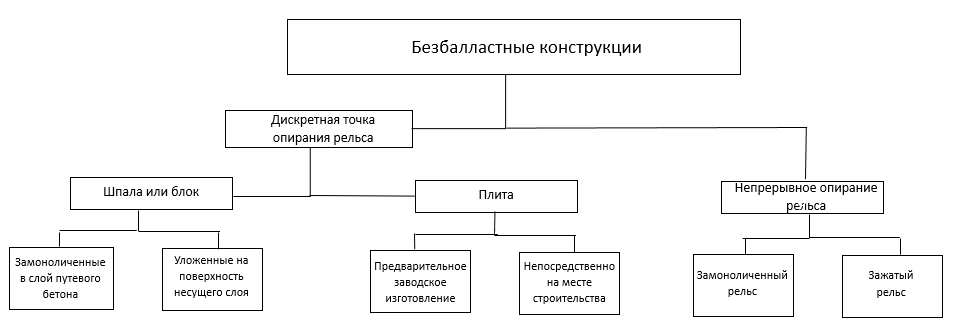 Безбалластные конструкции
Дискретная точка
опирания рельса
Шпала или блок
Плита
Непрерывное опирание
рельса
Замоноличенные
в слой путевого
бетона
Уложенные на
поверхность
несущего слоя
Предварительное
заводское
изготовление
Непосредственно
на месте
строительства
Замоноличенный
рельс
Зажатый
рельс